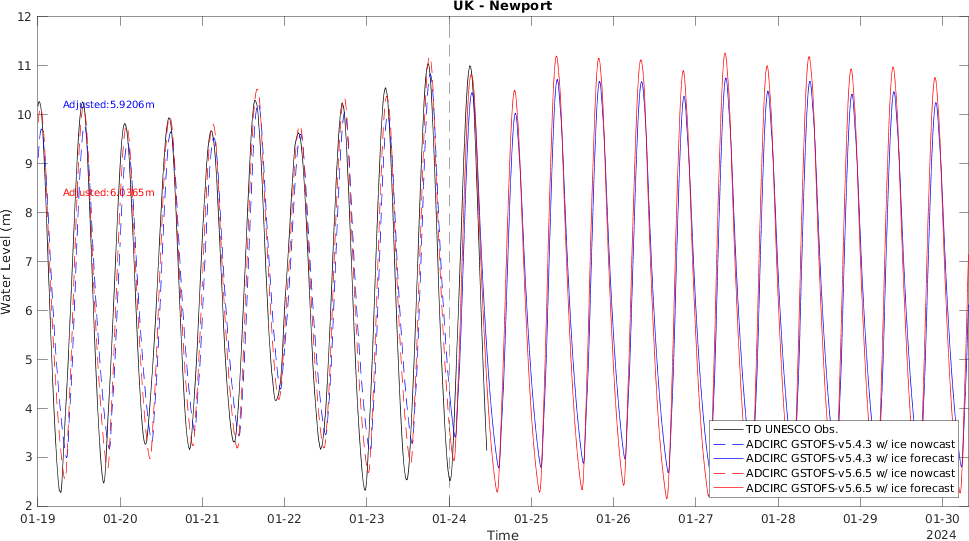 UK - Newport
12
11
10
9
8
7
6
5
4
3
2
Water Level (m)
Adjusted:5.9206m
Adjusted:6.0365m
TD UNESCO Obs.
ADCIRC GSTOFS-v5.4.3 w/ ice nowcast
ADCIRC GSTOFS-v5.4.3 w/ ice forecast
ADCIRC GSTOFS-v5.6.5 w/ ice nowcast
ADCIRC GSTOFS-v5.6.5 w/ ice forecast
01-19 01-20 01-21 01-22 01-23 01-24 01-25 01-26 01-27 01-28 01-29 01-30
2024
Time